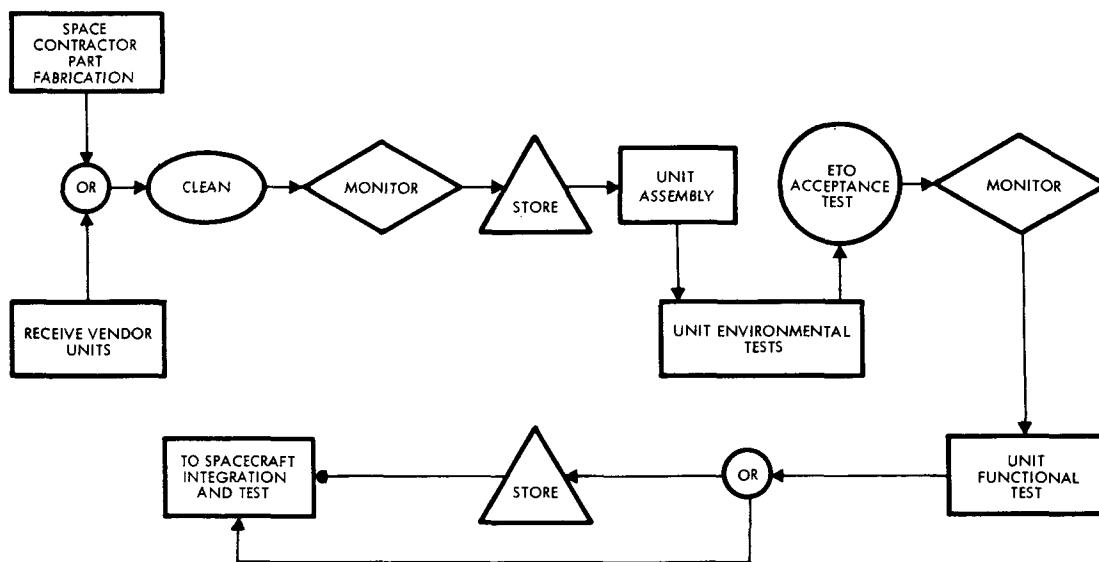 SPACE
CONTRACTOR
PART
FABRICATION
OR
CLEAN
MONITOR
STORE
UNIT
ASSEMBLY
ETO
ACCEPTANCE
TEST
MONITOR
RECEIVE VENDOR
UNITS
UNIT ENVIRONMENTAL
TESTS
TO SPACECRAFT
INTEGRATION
AND TEST
STORE
OR
UNIT
FUNCTIONAL
TEST